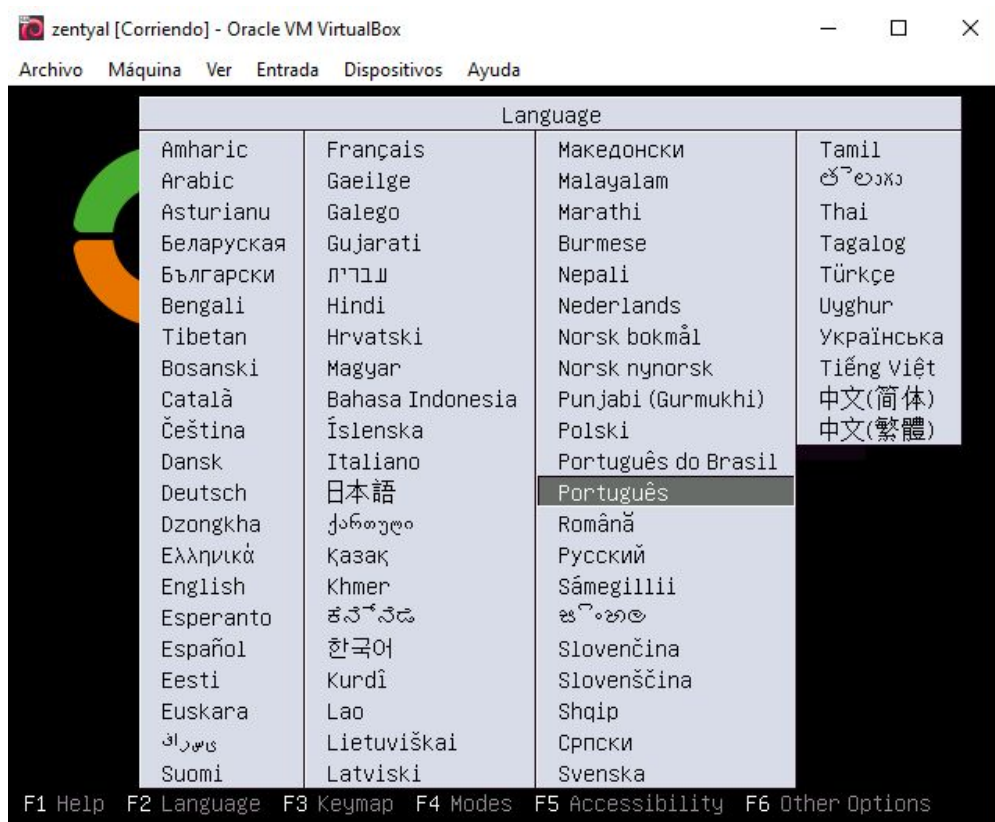 zentyal [Corriendo] - Oracle VM VirtualBox
Archivo Máquina Ver Entrada Dispositivos Ayuda
Language
Amharic
Arabic
Asturianu
Беларуская
Български
Bengali
Tibetan
Bosanski
Català
Čeština
Dansk
Deutsch
Dzongkha
Ελληνικά
English
Esperanto
Español
Eesti
Euskara
Suomi
Français
Gaeilge
Galego
Gujarati
עברית
Hindi
Hrvatski
Magyar
Bahasa Indonesia
Íslenska
Italiano
日本語
ქართული
Қазақ
Khmer
한국어
Kurdî
Lao
Lietuviškai
Latviski
Македонски
Malayalam
Marathi
Burmese
Nepali
Nederlands
Norsk bokmål
Norsk nynorsk
Punjabi (Gurmukhi)
Polski
Português do Brasil
Português
Română
Русский
Sámegillii
Slovenčina
Slovenščina
Shqip
Српски
Svenska
Tamil
Thai
Tagalog
Türkçe
Uyghur
Українська
Tiếng Việt
中文(简体)
中文(繁體)
F1 Help F2 Language F3 Keymap F4 Modes F5 Accessibility F6 Other Options